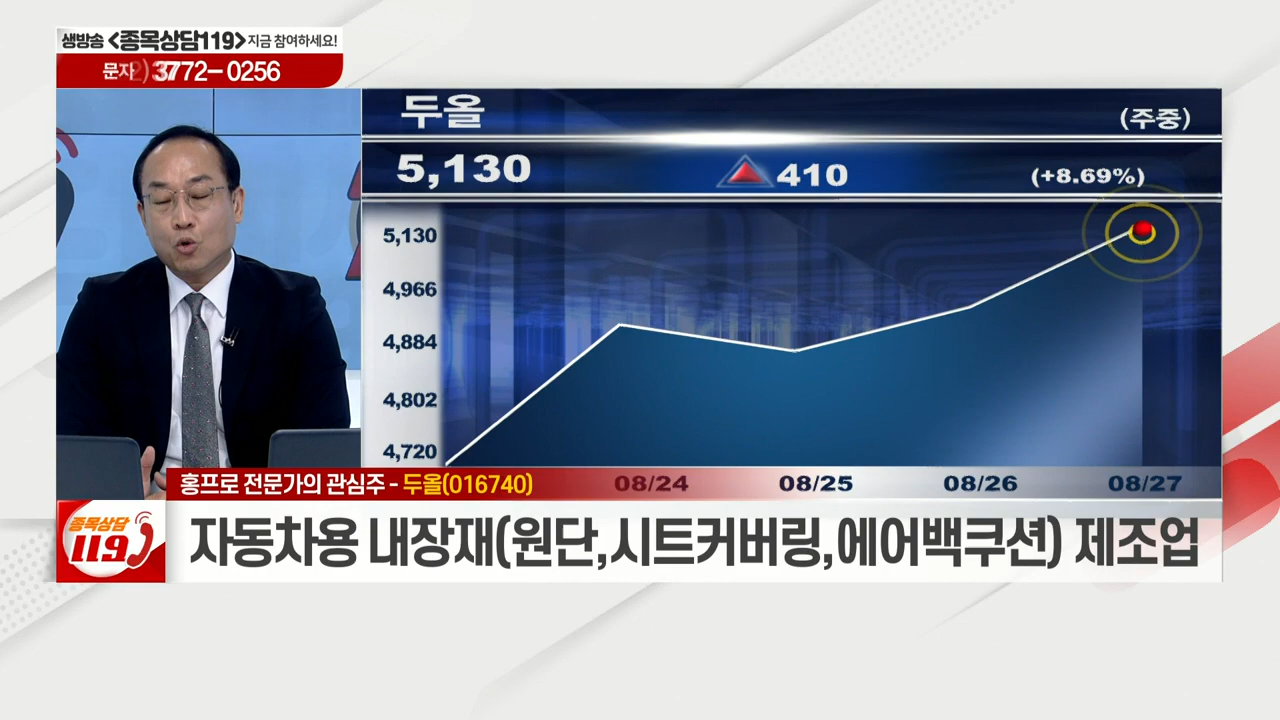 생방송 <종목상담119> 지금 참여하세요!
문자 3772-0256
두올
(주중)
5,130
410
(+8.69%)
5,130
4,966
4,884
4,802
4,720
08/24
08/25
08/26
08/27
홍프로 전문가의 관심주 - 두올(016740)
종목상담
119
자동차용 내장재(원단,시트커버링,에어백쿠션) 제조업